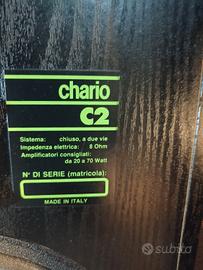 chario
C2
Sistema: chiuso, a due vie
Impedenza elettrica: 8 Ohm
Amplificatori consigliati:
da 20 a 70 Watt
N° DI SERIE (matricola):
MADE IN ITALY
subito